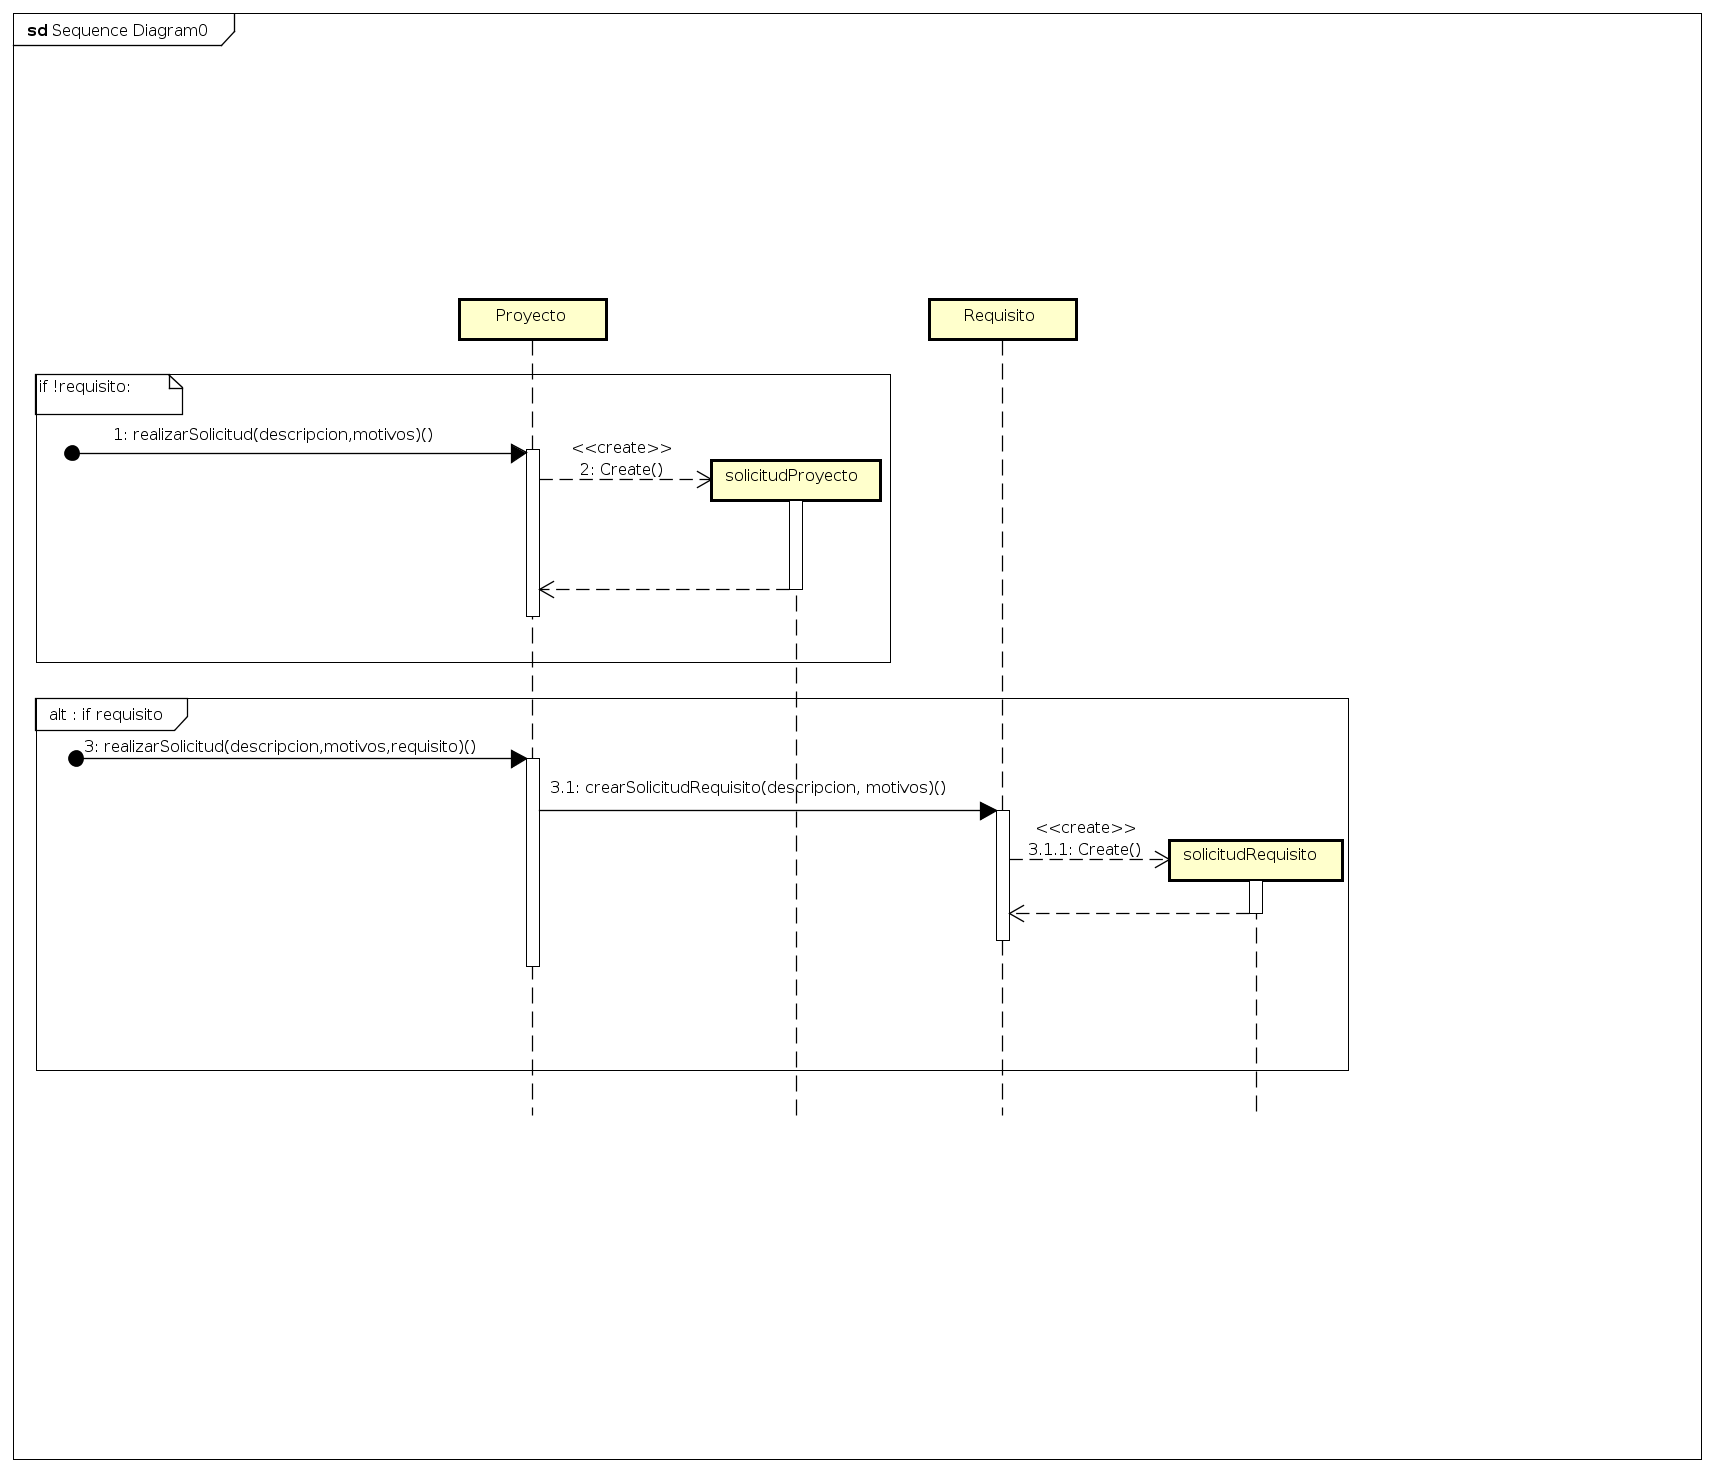 sd Sequence Diagram0
Proyecto
Requisito
if !requisito:
1: realizarSolicitud(descripcion,motivos)()
<<create>>
2: Create()
solicitudProyecto
alt : if requisito
3: realizarSolicitud(descripcion,motivos,requisito)()
3.1: crearSolicitudRequisito(descripcion, motivos)()
<<create>>
3.1.1: Create()
solicitudRequisito